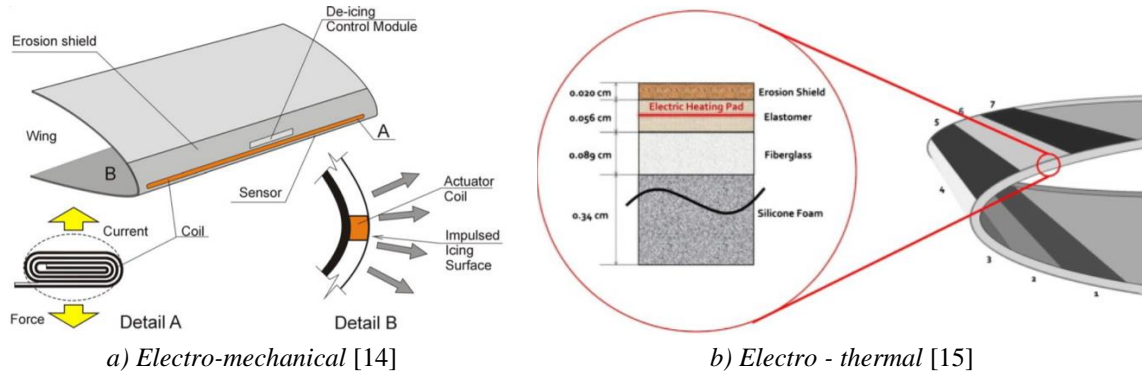 De-icing
Control Module
Erosion shield
Wing
A
B
Sensor
Actuator
Coil
Current
Coil
Impulsed
Icing
Surface
Force
Detail A
Detail B
a) Electro-mechanical [14]
0.020 cm
Erosion Shield
Electric Heating Pad
0.056 cm
Elastomer
0.089 cm
Fiberglass
0.34 cm
Silicone Foam
7
6
5
4
3
2
1
b) Electro - thermal [15]